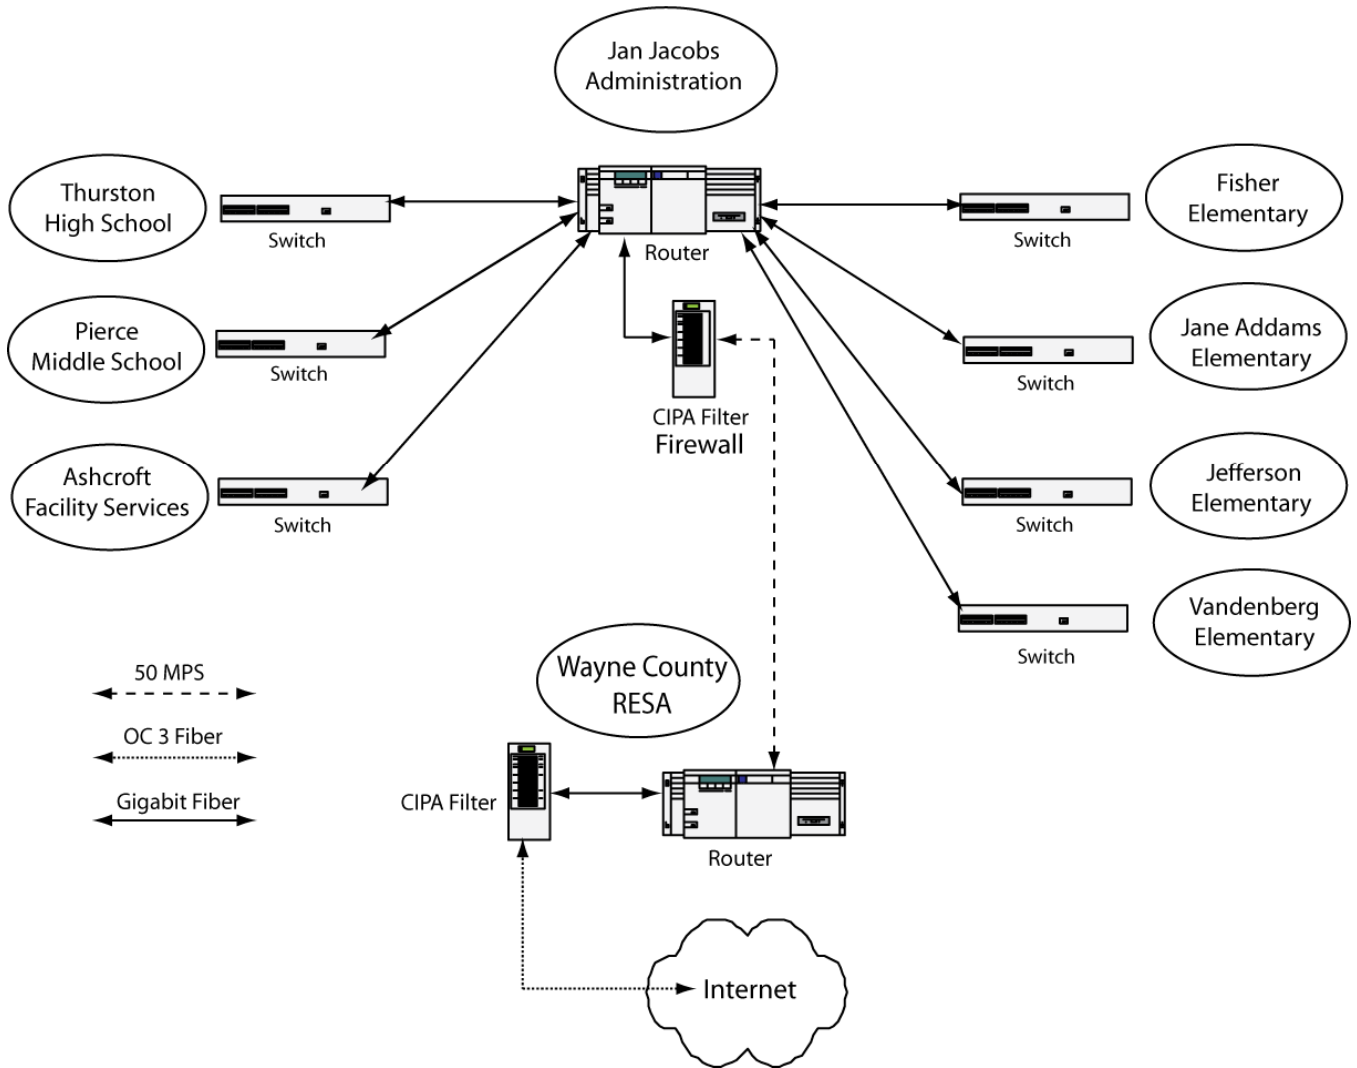 Jan Jacobs
Administration
Thurston
High School
Switch
Router
Fisher
Elementary
Switch
Pierce
Middle School
Switch
CIPA Filter
Firewall
Jane Addams
Elementary
Switch
Ashcroft
Facility Services
Switch
Jefferson
Elementary
Switch
Vandenberg
Elementary
Switch
50 MPS
OC 3 Fiber
Gigabit Fiber
Wayne County
RESA
CIPA Filter
Router
Internet